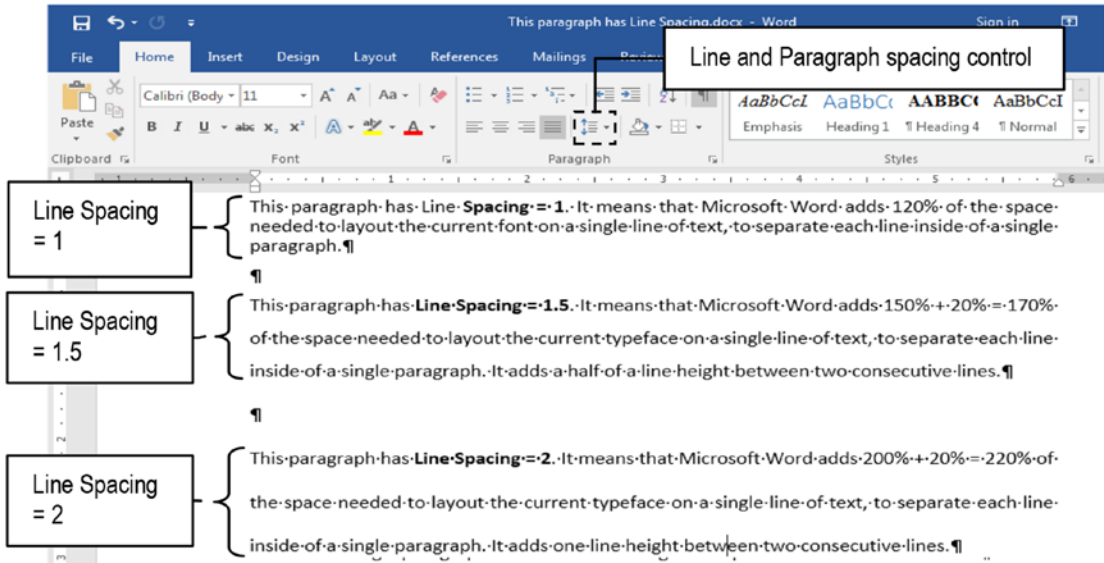 This paragraph has Line Spacing.docx - Word
Sign in
File Home Insert Design Layout References Mailings Review
Line and Paragraph spacing control
Calibri (Body 11
Aa
AaBbCcL AaBbC AABBC AaBbCcI
Paste
B I U abc x₂ x² A A
Emphasis Heading 1 ¶ Heading 4 ¶ Normal
Clipboard Font Paragraph Styles
1 1 2 3 4 5 6
Line Spacing
= 1
This·paragraph·has·Line·Spacing·=·1.·It·means·that·Microsoft·Word·adds·120%·of·the·space·
needed·to·layout·the·current·font·on·a·single·line·of·text,·to·separate·each·line·inside·of·a·single·
paragraph.¶
¶
Line Spacing
= 1.5
This·paragraph·has·Line·Spacing·=·1.5.·It·means·that·Microsoft·Word·adds·150%·+·20%·=·170%·
of·the·space·needed·to·layout·the·current·typeface·on·a·single·line·of·text,·to·separate·each·line·
inside·of·a·single·paragraph.·It·adds·a·half·of·a·line·height·between·two·consecutive·lines.¶
¶
Line Spacing
= 2
This·paragraph·has·Line·Spacing·=·2.·It·means·that·Microsoft·Word·adds·200%·+·20%·=·220%·of·
the·space·needed·to·layout·the·current·typeface·on·a·single·line·of·text,·to·separate·each·line·
inside·of·a·single·paragraph.·It·adds·one·line·height·between·two·consecutive·lines.¶